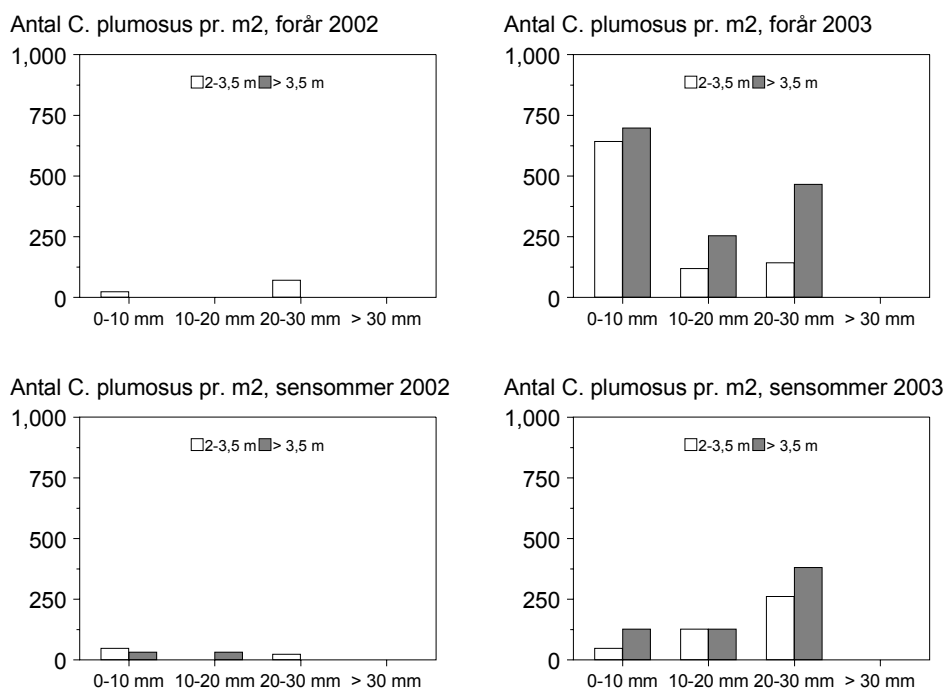 Antal C. plumosus pr. m2, forår 2002
1,000
750
500
250
0
2-3,5 m > 3,5 m
0-10 mm 10-20 mm 20-30 mm > 30 mm
Antal C. plumosus pr. m2, forår 2003
1,000
750
500
250
0
2-3,5 m > 3,5 m
0-10 mm 10-20 mm 20-30 mm > 30 mm
Antal C. plumosus pr. m2, sensommer 2002
1,000
750
500
250
0
2-3,5 m > 3,5 m
0-10 mm 10-20 mm 20-30 mm > 30 mm
Antal C. plumosus pr. m2, sensommer 2003
1,000
750
500
250
0
2-3,5 m > 3,5 m
0-10 mm 10-20 mm 20-30 mm > 30 mm